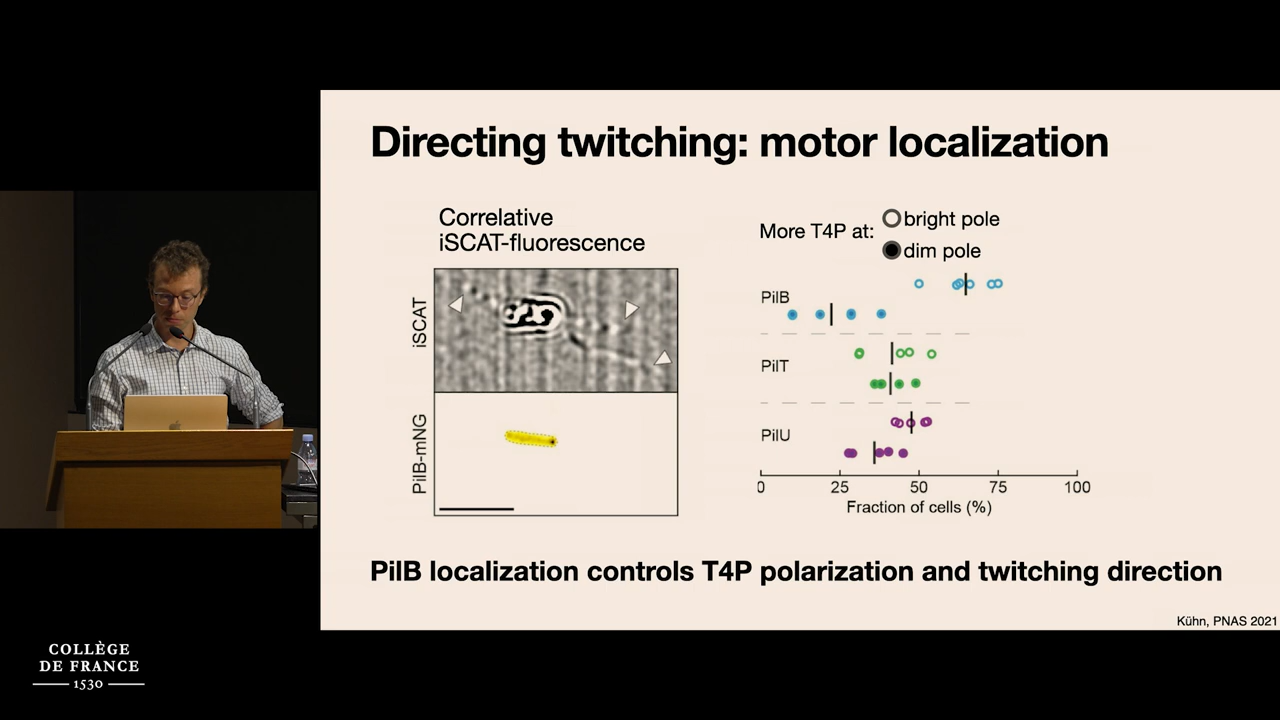 Directing twitching: motor localization
Correlative
iSCAT-fluorescence
iSCAT
PilB-mNG
More T4P at:
bright pole
dim pole
PilB
PilT
PilU
0 25 50 75 100
Fraction of cells (%)
PilB localization controls T4P polarization and twitching direction
Kühn, PNAS 2021
COLLÈGE
DE FRANCE
1530